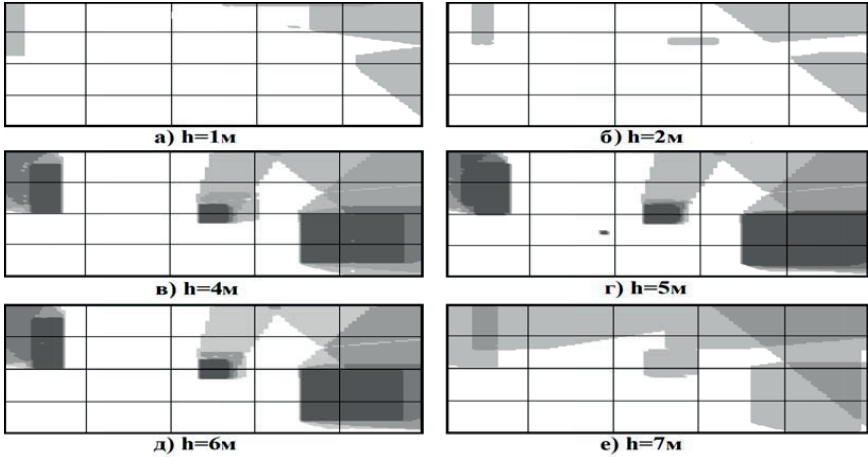 а) h=1м
б) h=2м
в) h=4м
г) h=5м
д) h=6м
е) h=7м